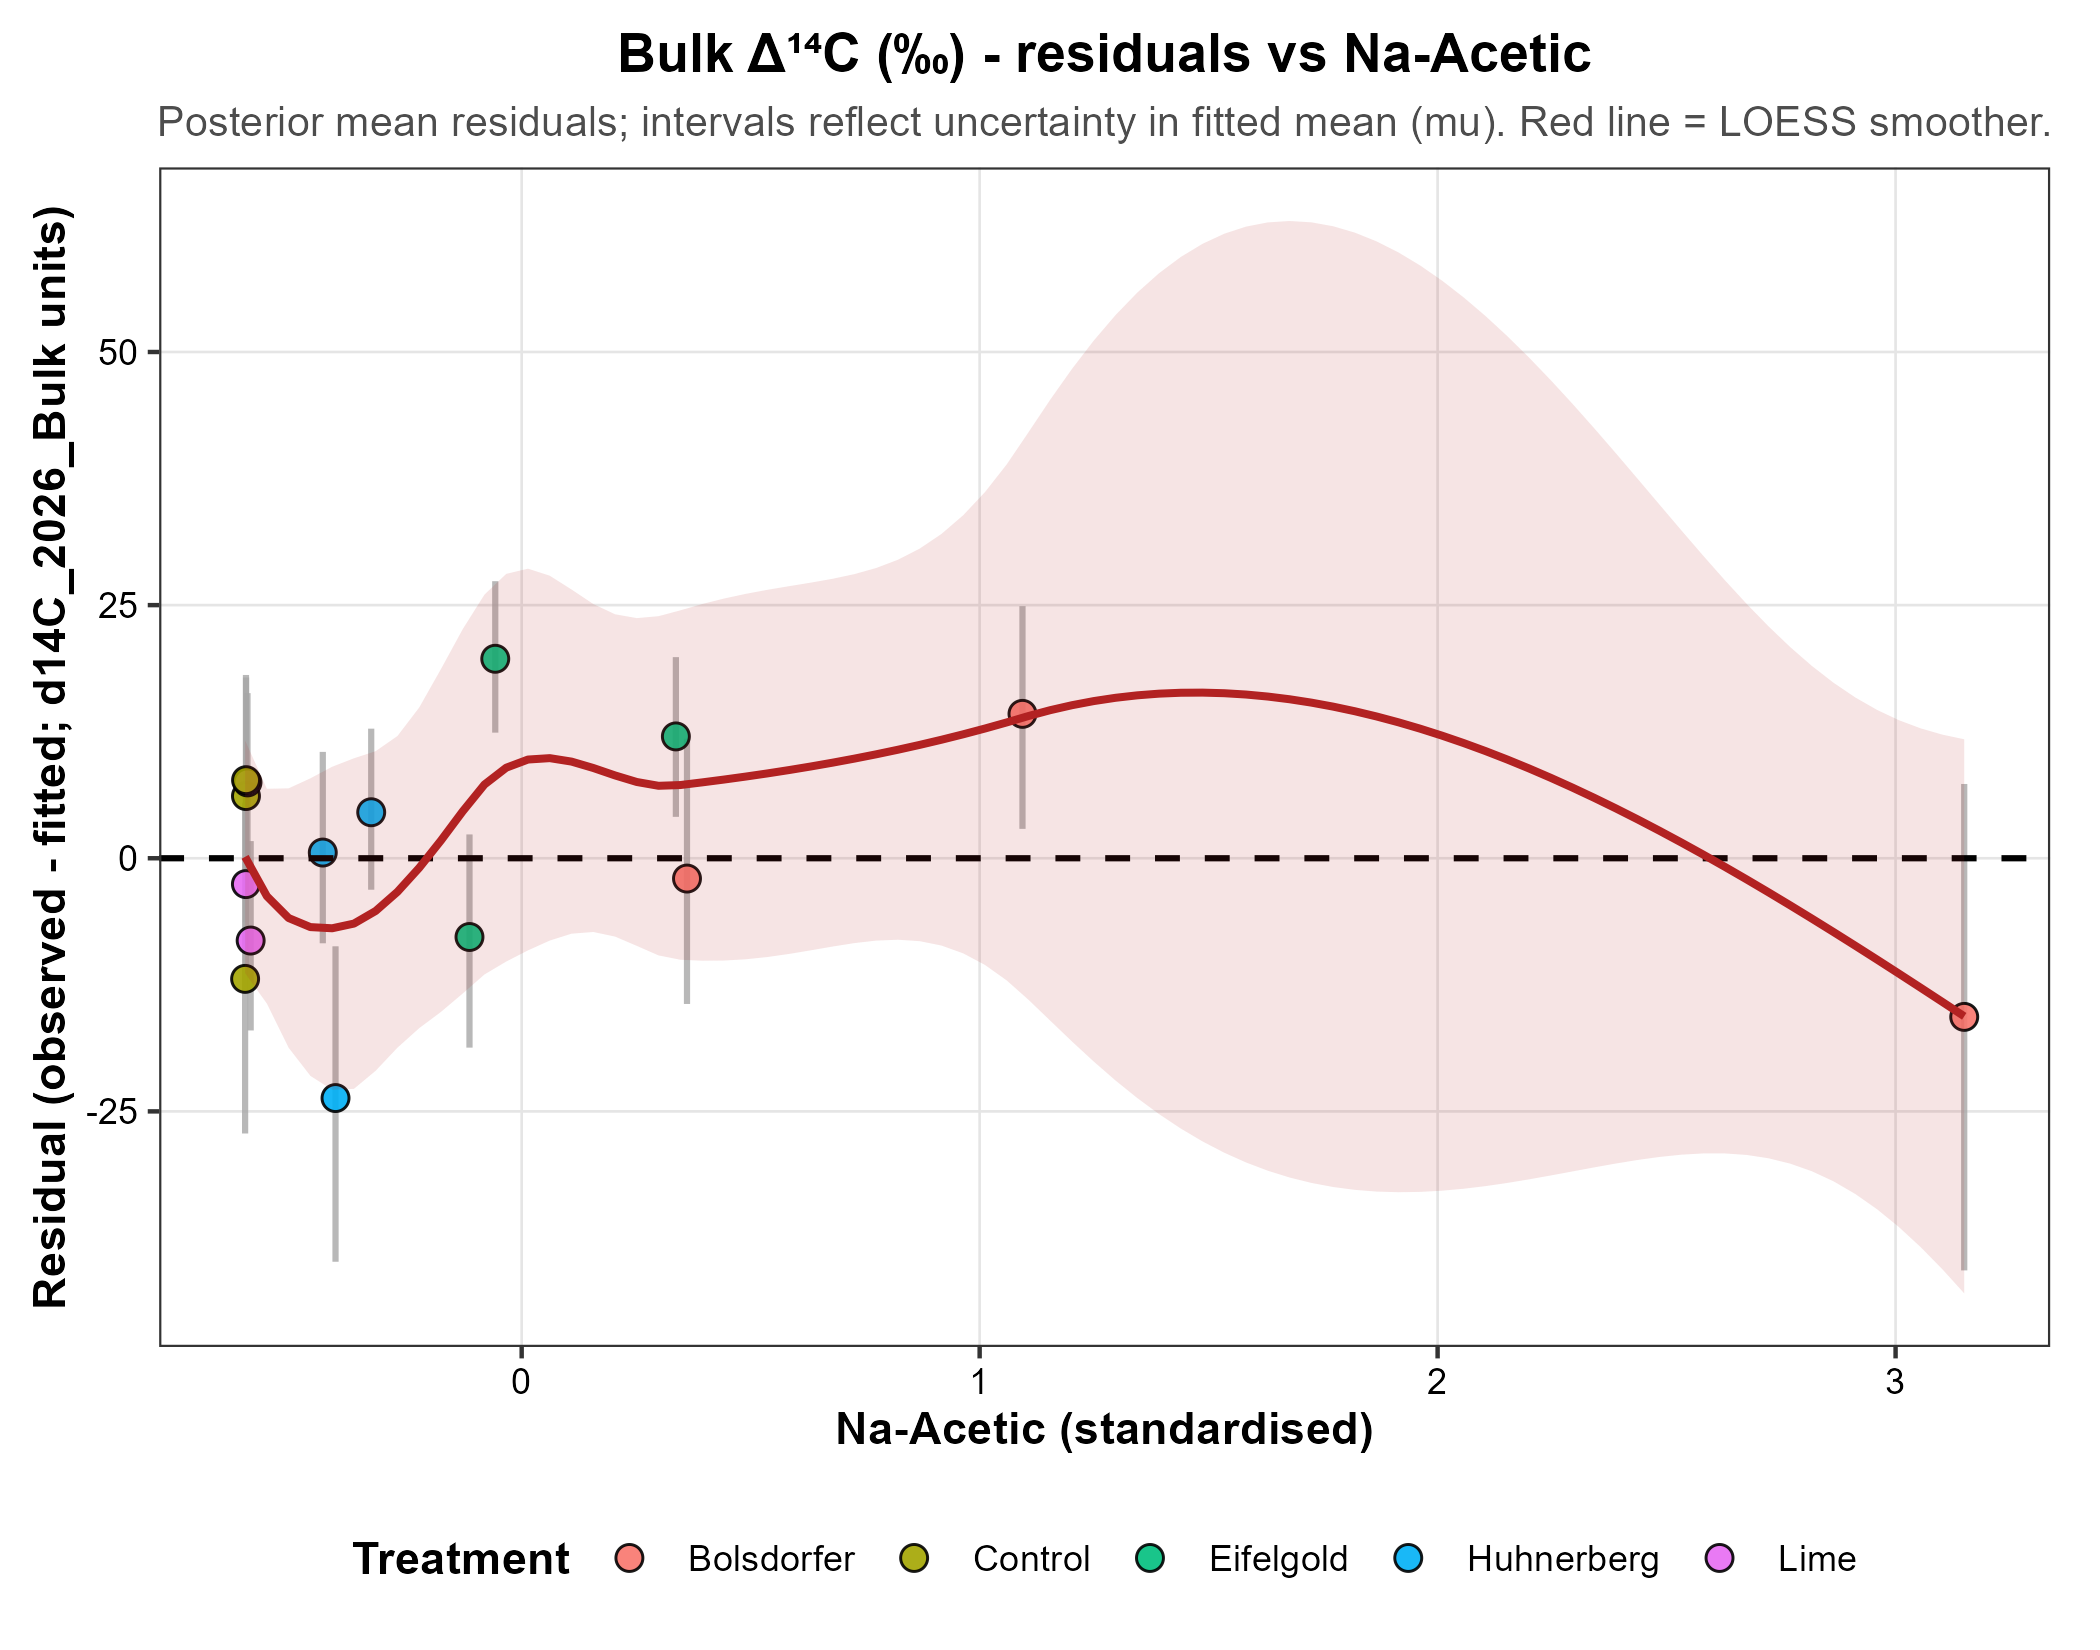 Bulk Δ¹⁴C (‰) - residuals vs Na-Acetic
Posterior mean residuals; intervals reflect uncertainty in fitted mean (mu). Red line = LOESS smoother.
Residual (observed - fitted; d14C_2026_Bulk units)
50
25
0
-25
0 1 2 3
Na-Acetic (standardised)
Treatment Bolsdorfer Control Eifelgold Huhnerberg Lime